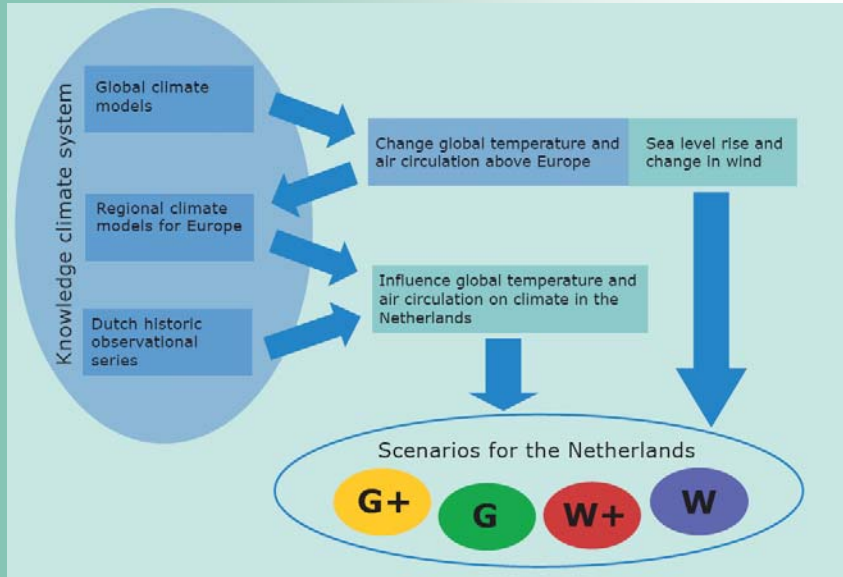 Knowledge climate system
Global climate
models
Change global temperature and
air circulation above Europe
Sea level rise and
change in wind
Regional climate
models for Europe
Influence global temperature and
air circulation on climate in the
Netherlands
Dutch historic
observational
series
Scenarios for the Netherlands
G+
G
W+
W